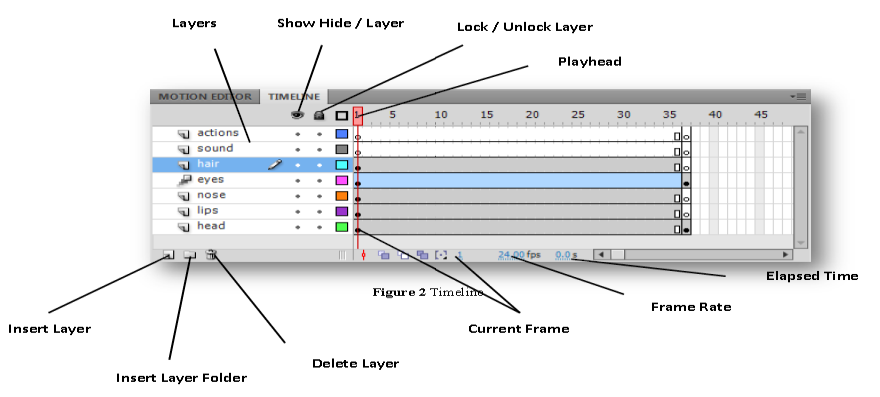 Layers
Show Hide / Layer
Lock / Unlock Layer
Playhead
MOTION EDITOR TIMELINE
1 5 10 15 20 25 30 35 40 45
actions
sound
hair
eyes
nose
lips
head
1 24.00 fps 0.0 s
Elapsed Time
Figure 2 Timeline
Frame Rate
Insert Layer
Current Frame
Delete Layer
Insert Layer Folder